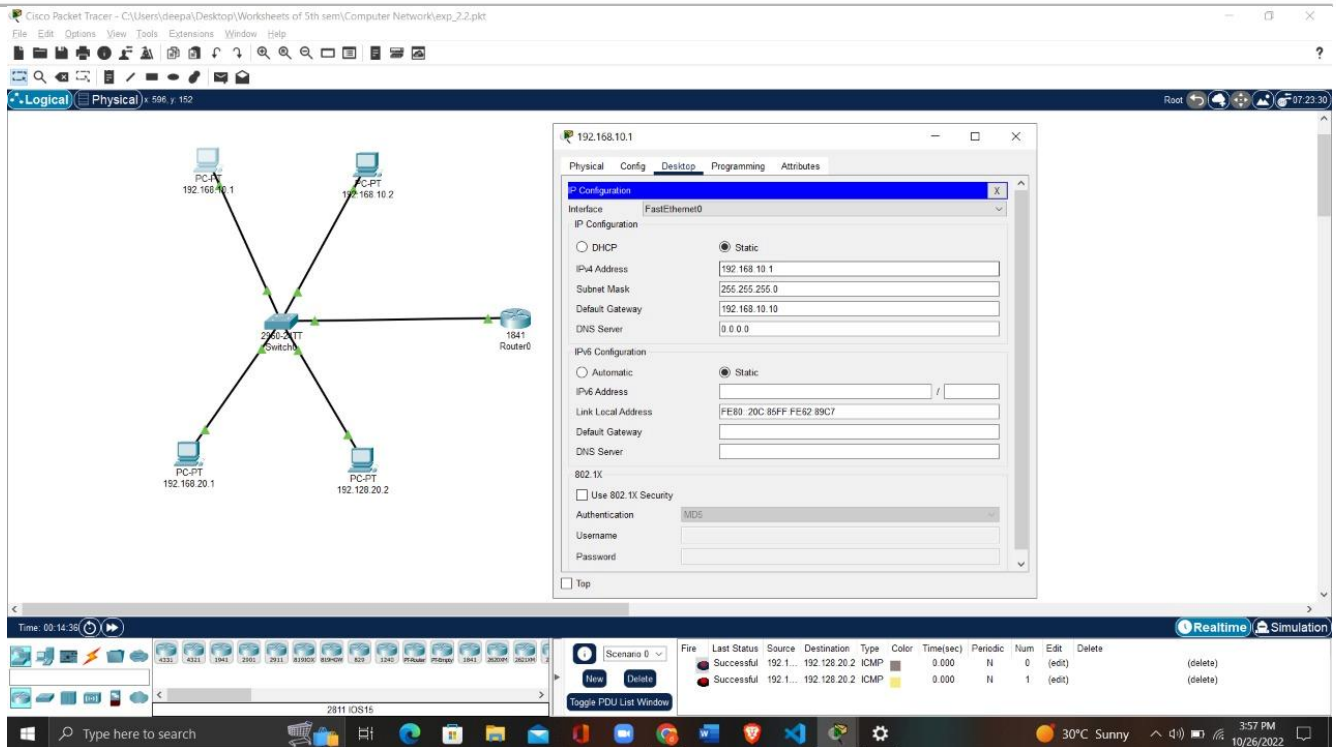 Cisco Packet Tracer - C:\Users\deepa\Desktop\Worksheets of 5th sem\Computer Network\exp_2.2.pkt
File Edit Options View Tools Extensions Window Help
?
Logical Physical x: 596, y: 152
Root 07:23:30
PC-PT
192.168.10.1
PC-PT
192.168.10.2
2960-24TT
Switch0
1841
Router0
PC-PT
192.168.20.1
PC-PT
192.128.20.2
192.168.10.1
Physical Config Desktop Programming Attributes
IP Configuration X
Interface FastEthernet0
IP Configuration
DHCP Static
IPv4 Address 192.168.10.1
Subnet Mask 255.255.255.0
Default Gateway 192.168.10.10
DNS Server 0.0.0.0
IPv6 Configuration
Automatic Static
IPv6 Address /
Link Local Address FE80::20C:85FF:FE62:89C7
Default Gateway
DNS Server
802.1X
Use 802.1X Security
Authentication MD5
Username
Password
Top
Time: 00:14:36 Realtime Simulation
4331 4321 1941 2901 2911 819IOX 819HGW 829 1240 PT-Router PT-Empty 1841 2620XM 2621XM
2811 IOS15
Scenario 0
New Delete
Toggle PDU List Window
Fire Last Status Source Destination Type Color Time(sec) Periodic Num Edit Delete
Successful 192.1... 192.128.20.2 ICMP 0.000 N 0 (edit) (delete)
Successful 192.1... 192.128.20.2 ICMP 0.000 N 1 (edit) (delete)
Type here to search
30°C Sunny
3:57 PM
10/26/2022